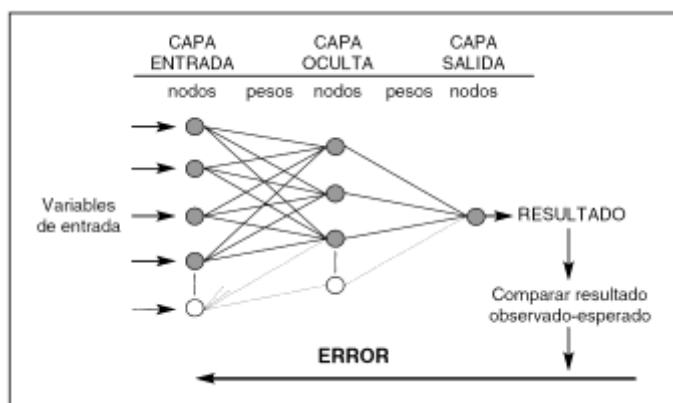 CAPA CAPA CAPA
ENTRADA OCULTA SALIDA
nodos pesos nodos pesos nodos
Variables
de entrada
RESULTADO
Comparar resultado
observado-esperado
ERROR